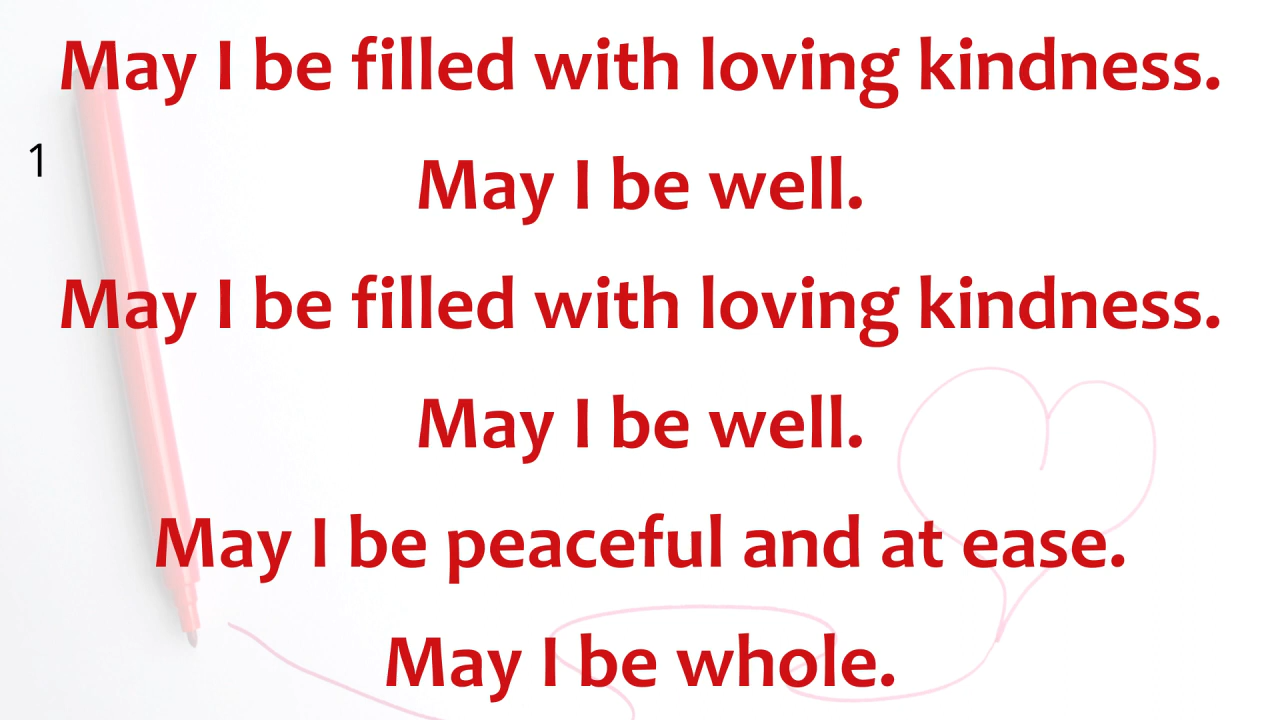 May I be filled with loving kindness.
1
May I be well.
May I be filled with loving kindness.
May I be well.
May I be peaceful and at ease.
May I be whole.